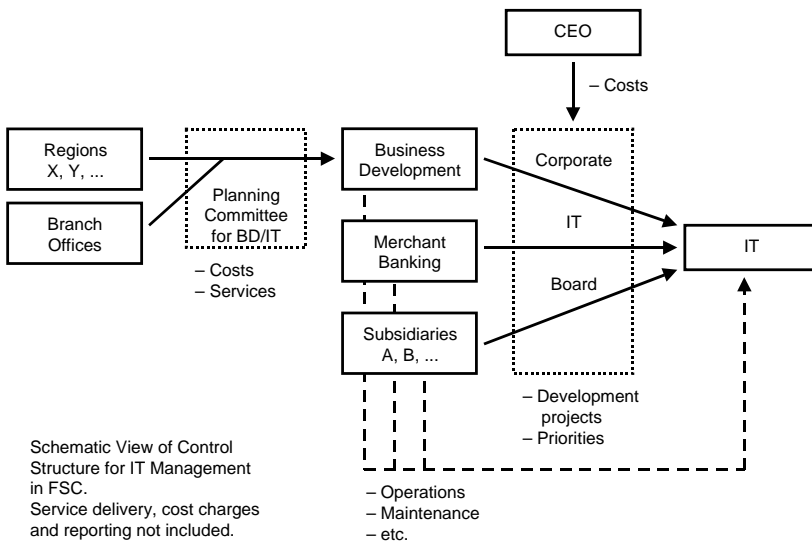 CEO
– Costs
Regions
X, Y, ...
Branch
Offices
Planning
Committee
for BD/IT
– Costs
– Services
Business
Development
Merchant
Banking
Subsidiaries
A, B, ...
Corporate
IT
Board
IT
– Development
projects
– Priorities
– Operations
– Maintenance
– etc.
Schematic View of Control
Structure for IT Management
in FSC.
Service delivery, cost charges
and reporting not included.